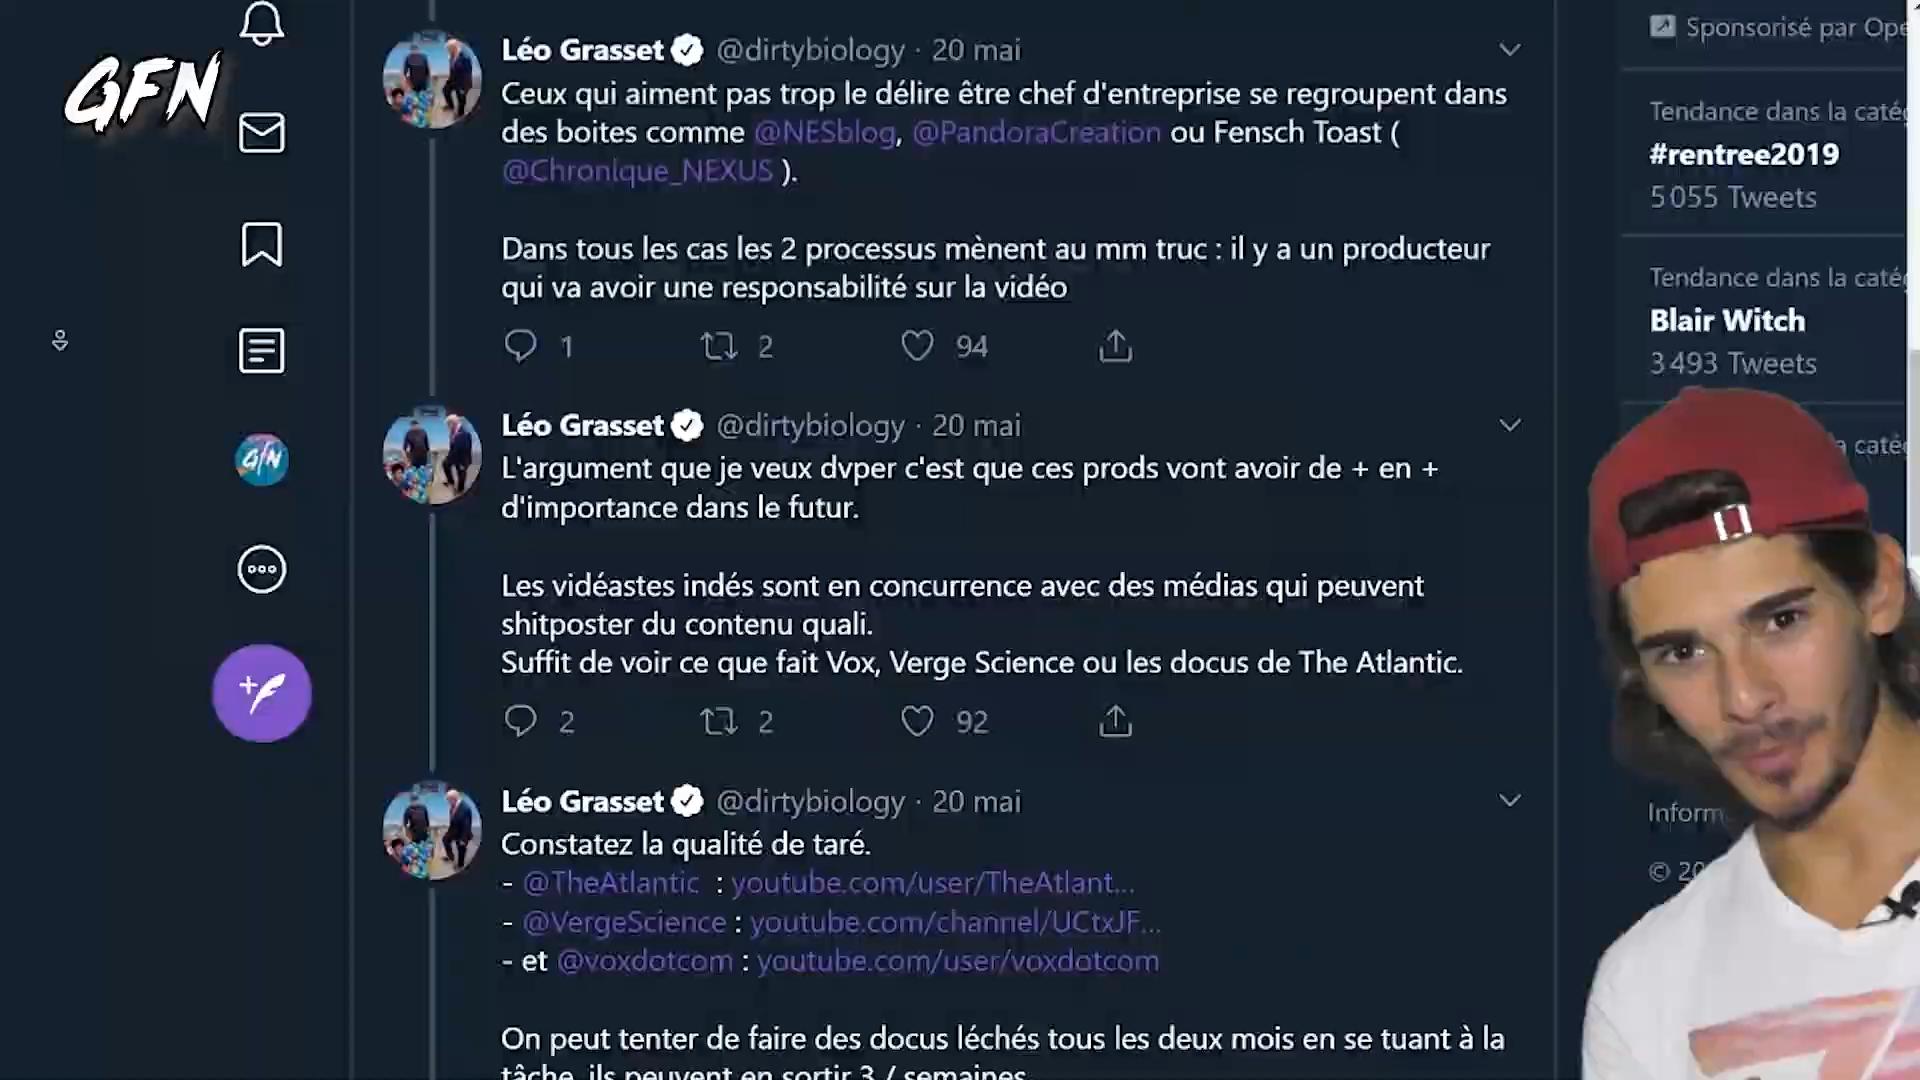 GFN
Léo Grasset @dirtybiology · 20 mai
Ceux qui aiment pas trop le délire être chef d'entreprise se regroupent dans
des boites comme @NESblog, @PandoraCreation ou Fensch Toast (
@Chronique_NEXUS ).
Dans tous les cas les 2 processus mènent au mm truc : il y a un producteur
qui va avoir une responsabilité sur la vidéo
1 2 94
Léo Grasset @dirtybiology · 20 mai
L'argument que je veux dvper c'est que ces prods vont avoir de + en +
d'importance dans le futur.
Les vidéastes indés sont en concurrence avec des médias qui peuvent
shitposter du contenu quali.
Suffit de voir ce que fait Vox, Verge Science ou les docus de The Atlantic.
2 2 92
Léo Grasset @dirtybiology · 20 mai
Constatez la qualité de taré.
- @TheAtlantic : youtube.com/user/TheAtlant...
- @VergeScience : youtube.com/channel/UCtxJF...
- et @voxdotcom : youtube.com/user/voxdotcom
On peut tenter de faire des docus léchés tous les deux mois en se tuant à la
tâche, ils peuvent en sortir 3 / semaines
GFN
Sponsorisé par Ope
Tendance dans la caté
#rentree2019
5 055 Tweets
Tendance dans la caté
Blair Witch
3 493 Tweets
a caté
Inform
© 20